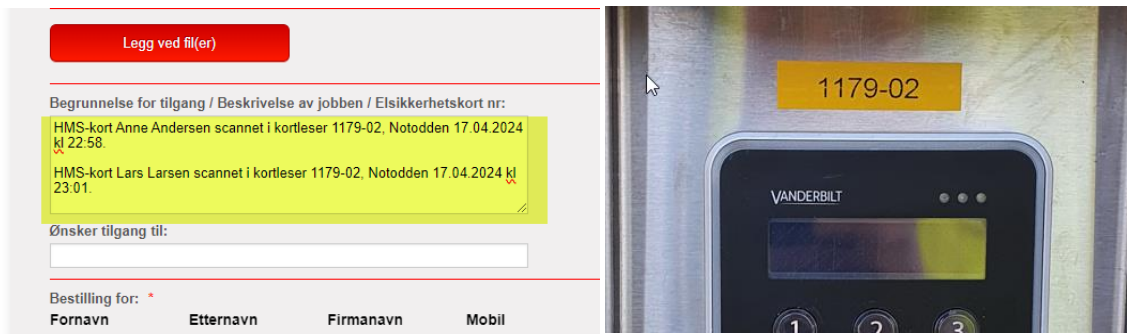 Legg ved fil(er)
Begrunnelse for tilgang / Beskrivelse av jobben / Elsikkerhetskort nr:
HMS-kort Anne Andersen scannet i kortleser 1179-02, Notodden 17.04.2024
kl 22:58.
HMS-kort Lars Larsen scannet i kortleser 1179-02, Notodden 17.04.2024 kl
23:01.
Ønsker tilgang til:
Bestilling for: *
Fornavn Etternavn Firmanavn Mobil
1179-02
VANDERBILT
1 2 3